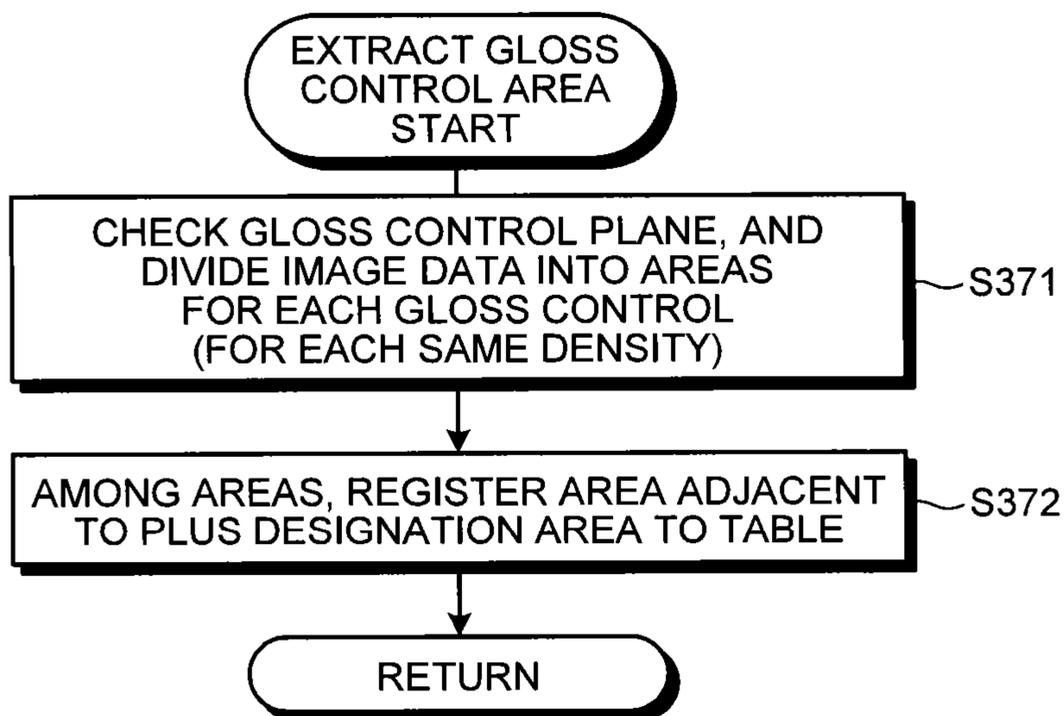 EXTRACT GLOSS
CONTROL AREA
START
CHECK GLOSS CONTROL PLANE, AND
DIVIDE IMAGE DATA INTO AREAS
FOR EACH GLOSS CONTROL
(FOR EACH SAME DENSITY)
S371
AMONG AREAS, REGISTER AREA ADJACENT
TO PLUS DESIGNATION AREA TO TABLE
S372
RETURN